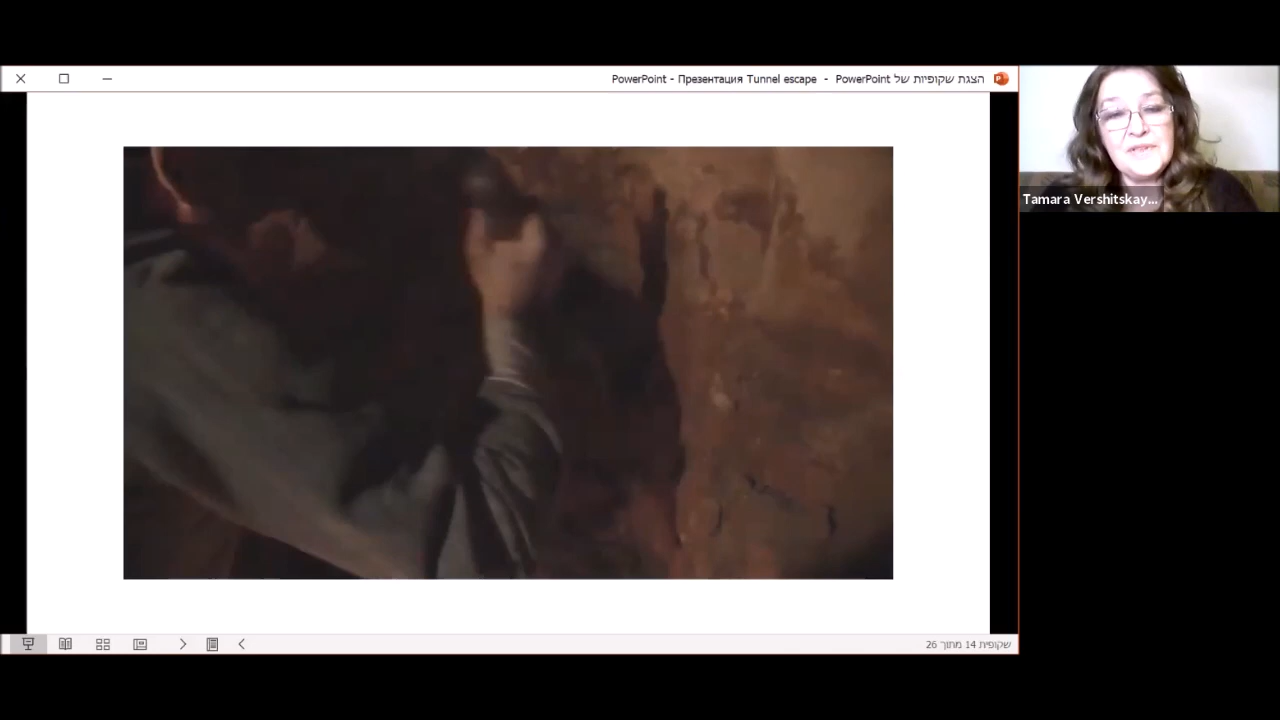 PowerPoint - Презентация Tunnel escape - PowerPoint הצגת שקופיות של
Tamara Vershitskay...
שקופית 14 מתוך 26